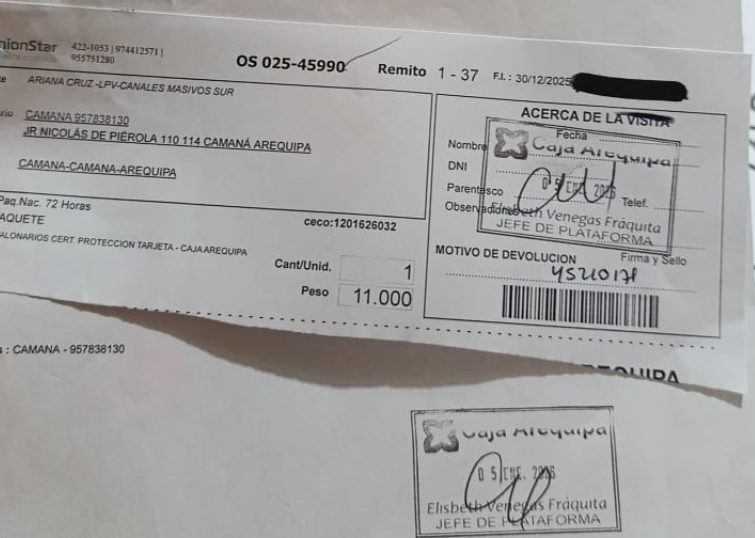 nionStar 422-1053 | 974412571 |
955751280
OS 025-45990
Remito 1 - 37 F.I. : 30/12/2025
ARIANA CRUZ -LPV-CANALES MASIVOS SUR
CAMANA 957838130
JR NICOLÁS DE PIÉROLA 110 114 CAMANÁ AREQUIPA
CAMANA-CAMANA-AREQUIPA
Paq.Nac. 72 Horas
AQUETE
ceco:1201626032
ALONARIOS CERT. PROTECCION TARJETA - CAJA AREQUIPA
Cant/Unid. 1
Peso 11.000
ACERCA DE LA VISITA
Fecha
Nombre
DNI
Parentesco
Telef.
Observaciones
Caja Arequipa
05 ENE. 2026
Elisbeth Venegas Fráquita
JEFE DE PLATAFORMA
MOTIVO DE DEVOLUCION
Firma y Sello
: CAMANA - 957838130
REQUIPA
Caja Arequipa
05 ENE. 2026
Elisbeth Venegas Fráquita
JEFE DE PLATAFORMA